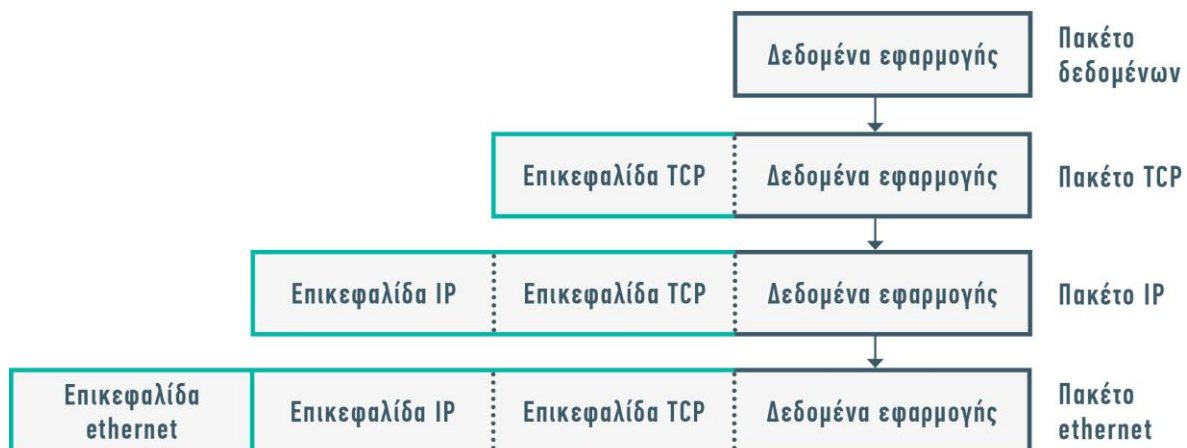 Δεδομένα εφαρμογής
Πακέτο
δεδομένων
Επικεφαλίδα TCP
Δεδομένα εφαρμογής
Πακέτο TCP
Επικεφαλίδα IP
Επικεφαλίδα TCP
Δεδομένα εφαρμογής
Πακέτο IP
Επικεφαλίδα
ethernet
Επικεφαλίδα IP
Επικεφαλίδα TCP
Δεδομένα εφαρμογής
Πακέτο
ethernet